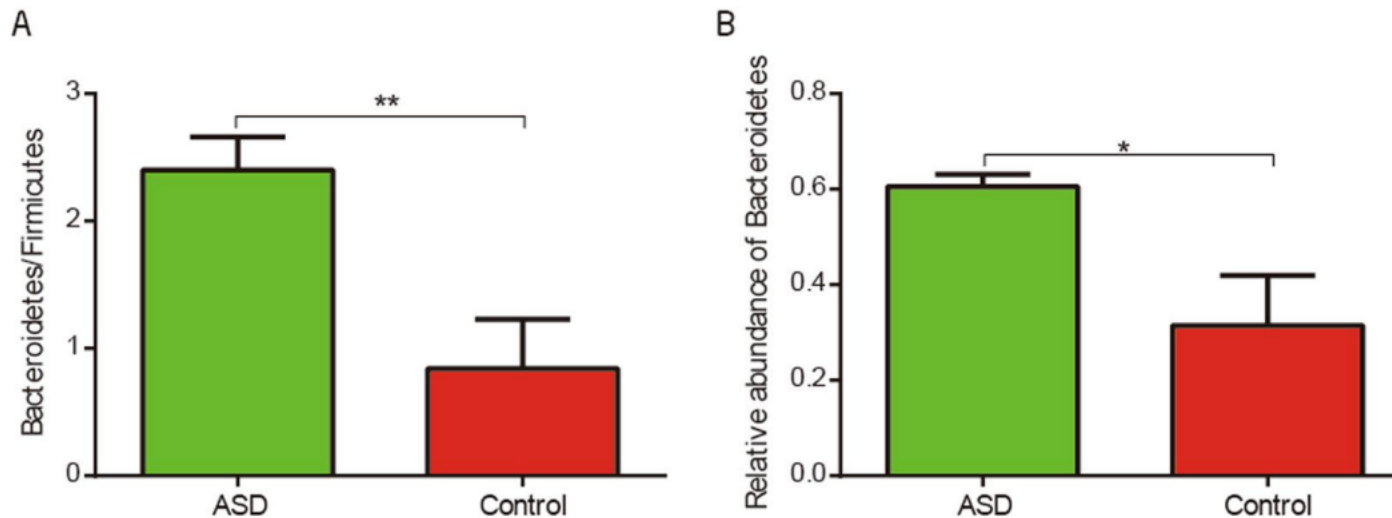 A
Bacteroidetes/Firmicutes
3
2
1
0
**
ASD
Control
B
Relative abundance of Bacteroidetes
0.8
0.6
0.4
0.2
0.0
*
ASD
Control